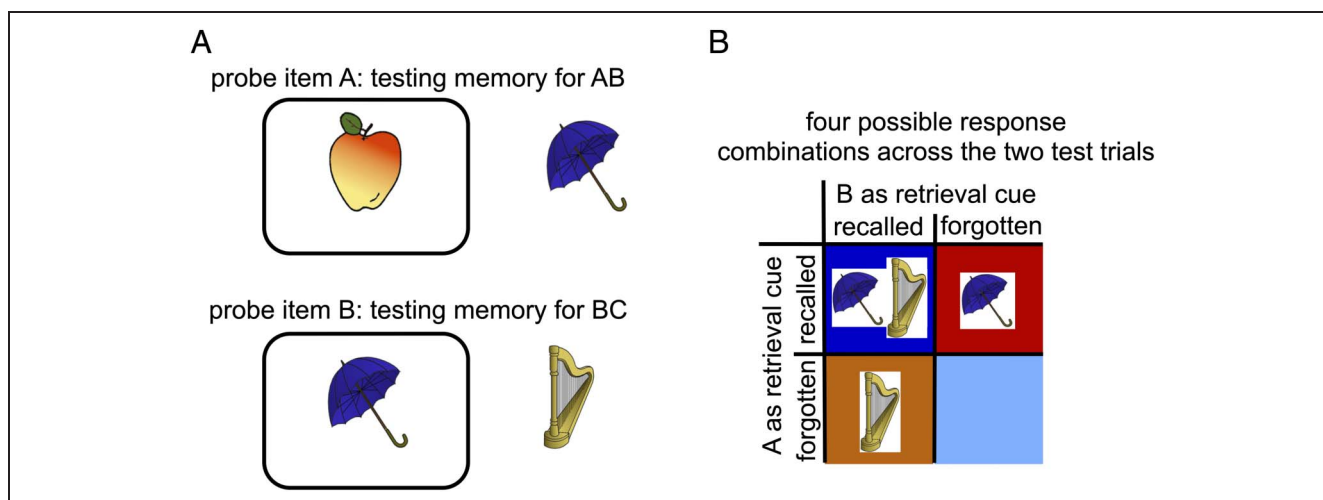 A
probe item A: testing memory for AB
probe item B: testing memory for BC
B
four possible response
combinations across the two test trials
B as retrieval cue
recalled forgotten
A as retrieval cue
recalled
forgotten